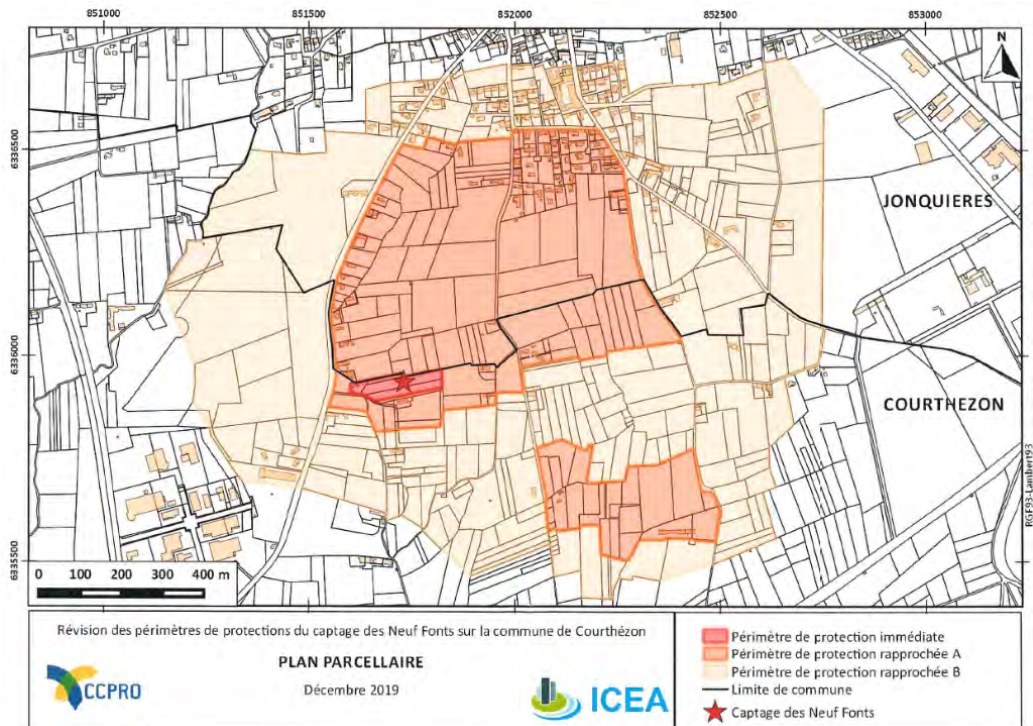 851000
851500
852000
852500
853000
N
6336500
6336000
6335500
JONQUIERES
COURTHEZON
RGF93-Lambert93
0 100 200 300 400 m
Révision des périmètres de protections du captage des Neuf Fonts sur la commune de Courthézon
PLAN PARCELLAIRE
Décembre 2019
CCPRO
ICEA
Périmètre de protection immédiate
Périmètre de protection rapprochée A
Périmètre de protection rapprochée B
Limite de commune
Captage des Neuf Fonts